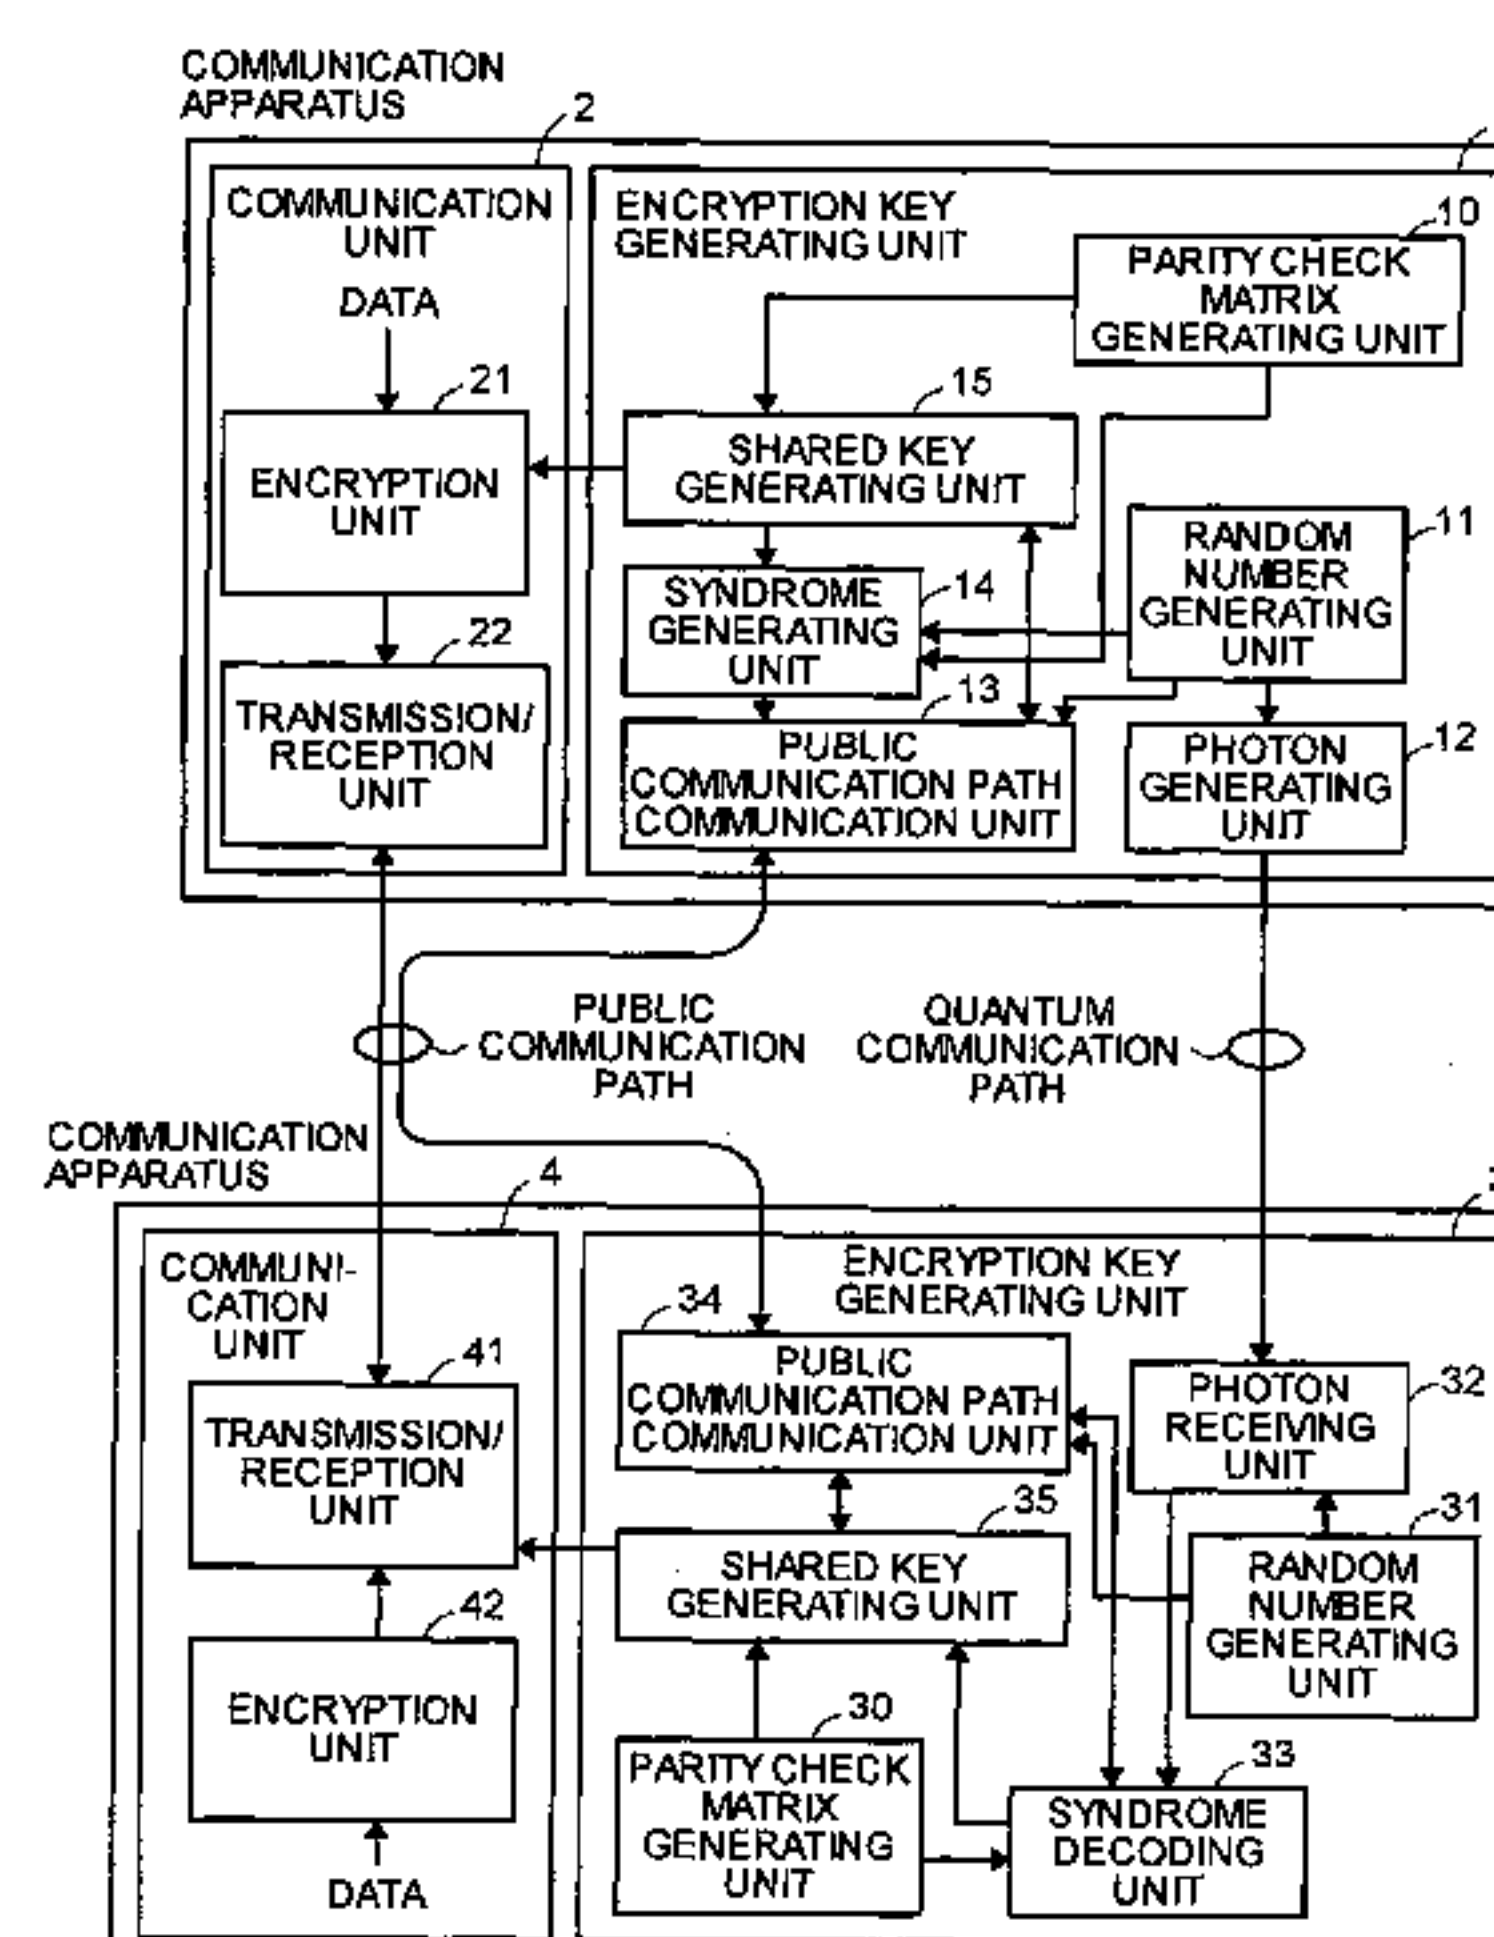 COMMUNICATION
APPARATUS
2
COMMUNICATION
UNIT
DATA
21
ENCRYPTION
UNIT
22
TRANSMISSION/
RECEPTION
UNIT
ENCRYPTION KEY
GENERATING UNIT
10
PARITY CHECK
MATRIX
GENERATING UNIT
15
SHARED KEY
GENERATING UNIT
11
RANDOM
NUMBER
GENERATING
UNIT
14
SYNDROME
GENERATING
UNIT
13
PUBLIC
COMMUNICATION PATH
COMMUNICATION UNIT
12
PHOTON
GENERATING
UNIT
PUBLIC
COMMUNICATION
PATH
QUANTUM
COMMUNICATION
PATH
COMMUNICATION
APPARATUS
4
COMMUNI-
CATION
UNIT
41
TRANSMISSION/
RECEPTION
UNIT
42
ENCRYPTION
UNIT
DATA
ENCRYPTION KEY
GENERATING UNIT
34
PUBLIC
COMMUNICATION PATH
COMMUNICATION UNIT
32
PHOTON
RECEIVING
UNIT
35
SHARED KEY
GENERATING UNIT
31
RANDOM
NUMBER
GENERATING
UNIT
30
PARITY CHECK
MATRIX
GENERATING
UNIT
33
SYNDROME
DECODING
UNIT